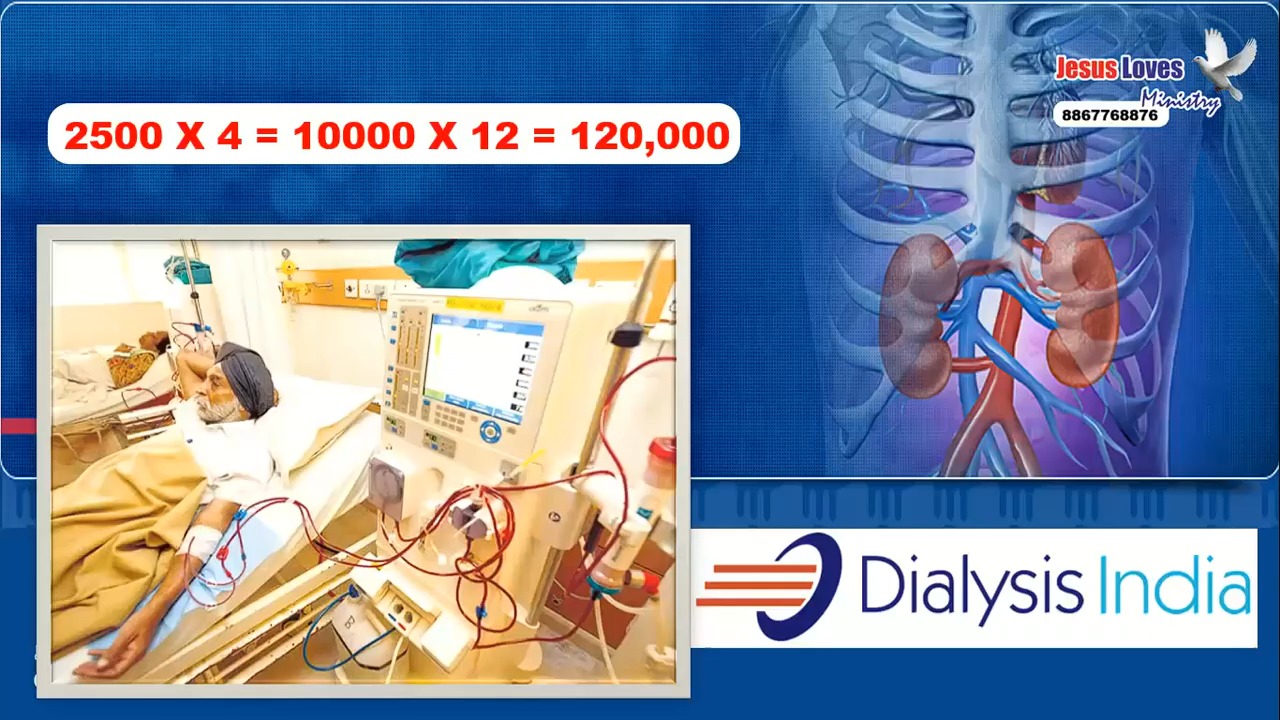 2500 X 4 = 10000 X 12 = 120,000
Jesus Loves
Ministry
8867768876
Dialysis India